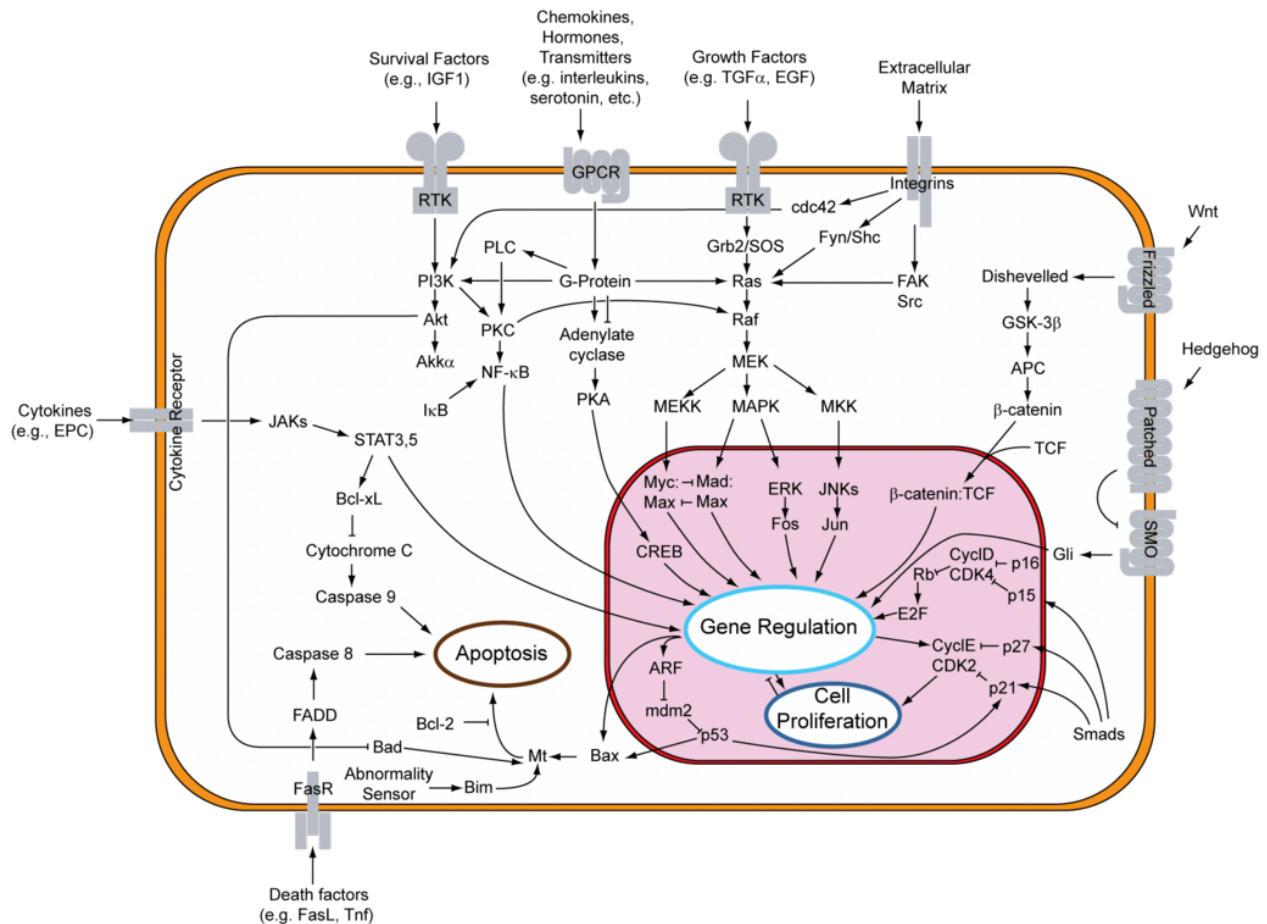 Chemokines,
Hormones,
Transmitters
(e.g. interleukins,
serotonin, etc.)
Survival Factors
(e.g., IGF1)
Growth Factors
(e.g. TGFα, EGF)
Extracellular
Matrix
RTK
GPCR
RTK
Integrins
cdc42
Wnt
Frizzled
PLC
Grb2/SOS
Fyn/Shc
Dishevelled
PI3K
G-Protein
Ras
FAK
Src
Akt
PKC
Adenylate
cyclase
Raf
GSK-3β
Hedgehog
Akkα
NF-κB
MEK
APC
IκB
PKA
MEKK
MAPK
MKK
β-catenin
Patched
Cytokines
(e.g., EPC)
Cytokine Receptor
JAKs
STAT3,5
TCF
Bcl-xL
Myc:
Max
Mad:
Max
ERK
JNKs
β-catenin:TCF
Fos
Jun
SMO
Cytochrome C
CREB
Gli
CyclD
CDK4
p16
p15
Rb
E2F
Caspase 9
Gene Regulation
Caspase 8
Apoptosis
ARF
CyclE
CDK2
p27
p21
mdm2
Cell
Proliferation
FADD
Bcl-2
p53
Smads
Bad
Mt
Bax
Abnormality
Sensor
Bim
FasR
Death factors
(e.g. FasL, Tnf)